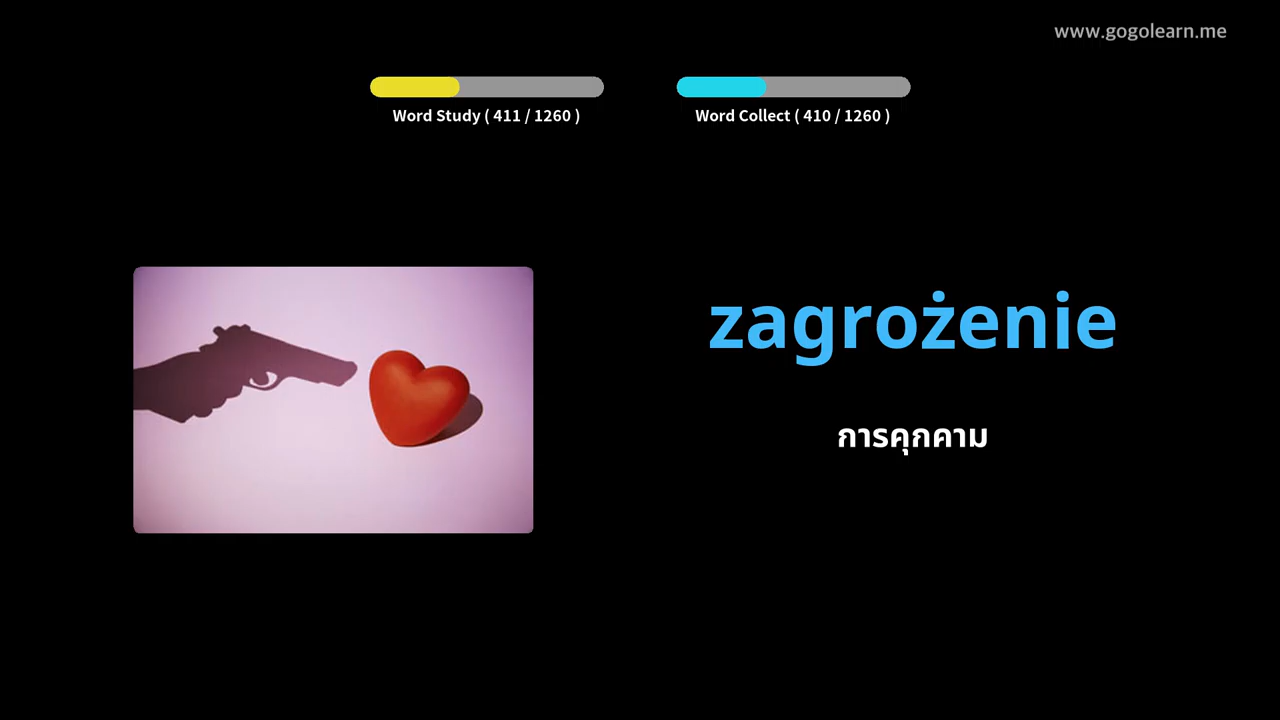 www.gogolearn.me
Word Study ( 411 / 1260 )
Word Collect ( 410 / 1260 )
zagrożenie
การคุกคาม